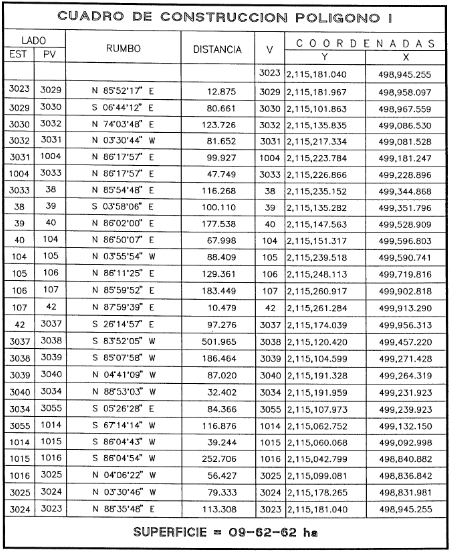 CUADRO DE CONSTRUCCION POLIGONO I
LADO RUMBO DISTANCIA V COORDENADAS
EST PV Y X
3023 2,115,181.040 498,945.255
3023 3029 N 85°52'17" E 12.875 3029 2,115,181.967 498,958.097
3029 3030 S 06°44'12" E 80.661 3030 2,115,101.863 498,967.559
3030 3032 N 74°03'48" E 123.726 3032 2,115,135.835 499,086.530
3032 3031 N 03°30'44" W 81.652 3031 2,115,217.334 499,081.528
3031 1004 N 86°17'57" E 99.927 1004 2,115,223.784 499,181.247
1004 3033 N 86°17'57" E 47.749 3033 2,115,226.866 499,228.896
3033 38 N 85°54'48" E 116.268 38 2,115,235.152 499,344.868
38 39 S 03°58'06" E 100.110 39 2,115,135.282 499,351.796
39 40 N 86°02'00" E 177.538 40 2,115,147.563 499,528.909
40 104 N 86°50'07" E 67.998 104 2,115,151.317 499,596.803
104 105 N 03°55'54" W 88.409 105 2,115,239.518 499,590.741
105 106 N 86°11'25" E 129.361 106 2,115,248.113 499,719.816
106 107 N 85°59'52" E 183.449 107 2,115,260.917 499,902.818
107 42 N 87°59'39" E 10.479 42 2,115,261.284 499,913.290
42 3037 S 26°14'57" E 97.276 3037 2,115,174.039 499,956.313
3037 3038 S 83°52'05" W 501.965 3038 2,115,120.420 499,457.220
3038 3039 S 85°07'58" W 186.464 3039 2,115,104.599 499,271.428
3039 3040 N 04°41'09" W 87.020 3040 2,115,191.328 499,264.319
3040 3034 N 88°53'03" W 32.402 3034 2,115,191.959 499,231.923
3034 3055 S 05°26'28" E 84.366 3055 2,115,107.973 499,239.923
3055 1014 S 67°14'14" W 116.876 1014 2,115,062.752 499,132.150
1014 1015 S 86°04'43" W 39.244 1015 2,115,060.068 499,092.998
1015 1016 S 86°04'54" W 252.706 1016 2,115,042.799 498,840.882
1016 3025 N 04°06'22" W 56.427 3025 2,115,099.081 498,836.842
3025 3024 N 03°30'46" W 79.333 3024 2,115,178.265 498,831.981
3024 3023 N 88°35'48" E 113.308 3023 2,115,181.040 498,945.255
SUPERFICIE = 09-62-62 ha